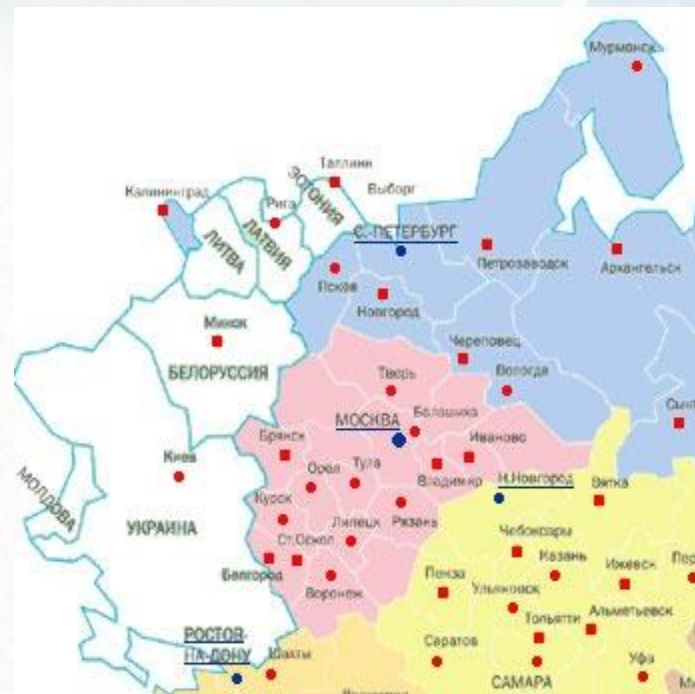 Мурманск
Таллинн
Выборг
ЭСТОНИЯ
Калининград
Рига
ЛАТВИЯ
ЛИТВА
С.-ПЕТЕРБУРГ
Петрозаводск
Архангельск
Псков
Новгород
Минск
Череповец
БЕЛОРУССИЯ
Тверь
Вологда
МОСКВА
Балашиха
Сыкт
Брянск
Иваново
Киев
Орел
Тула
Владимир
Н.Новгород
Вятка
МОЛДОВА
Курск
УКРАИНА
Липецк
Рязань
Ст.Оскол
Чебоксары
Казань
Ижевск
Пер
Белгород
Воронеж
Пенза
Ульяновск
Тольятти
Альметьевск
РОСТОВ-
НА-ДОНУ
Шахты
Саратов
САМАРА
Уфа